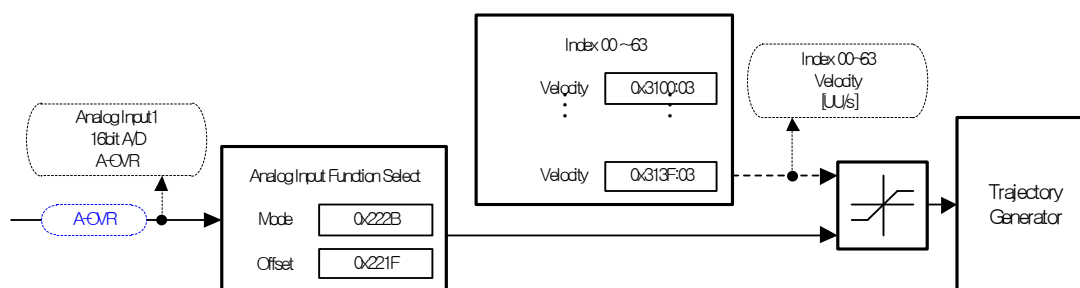 Index 00 ~63
Velocity 0x3100:03
Velocity 0x313F:03
Index 00~63
Velocity
[UU/s]
Analog Input1
16bit A/D
A-OVR
A-OVR
Analog Input Function Select
Mode 0x222B
Offset 0x221F
Trajectory
Generator